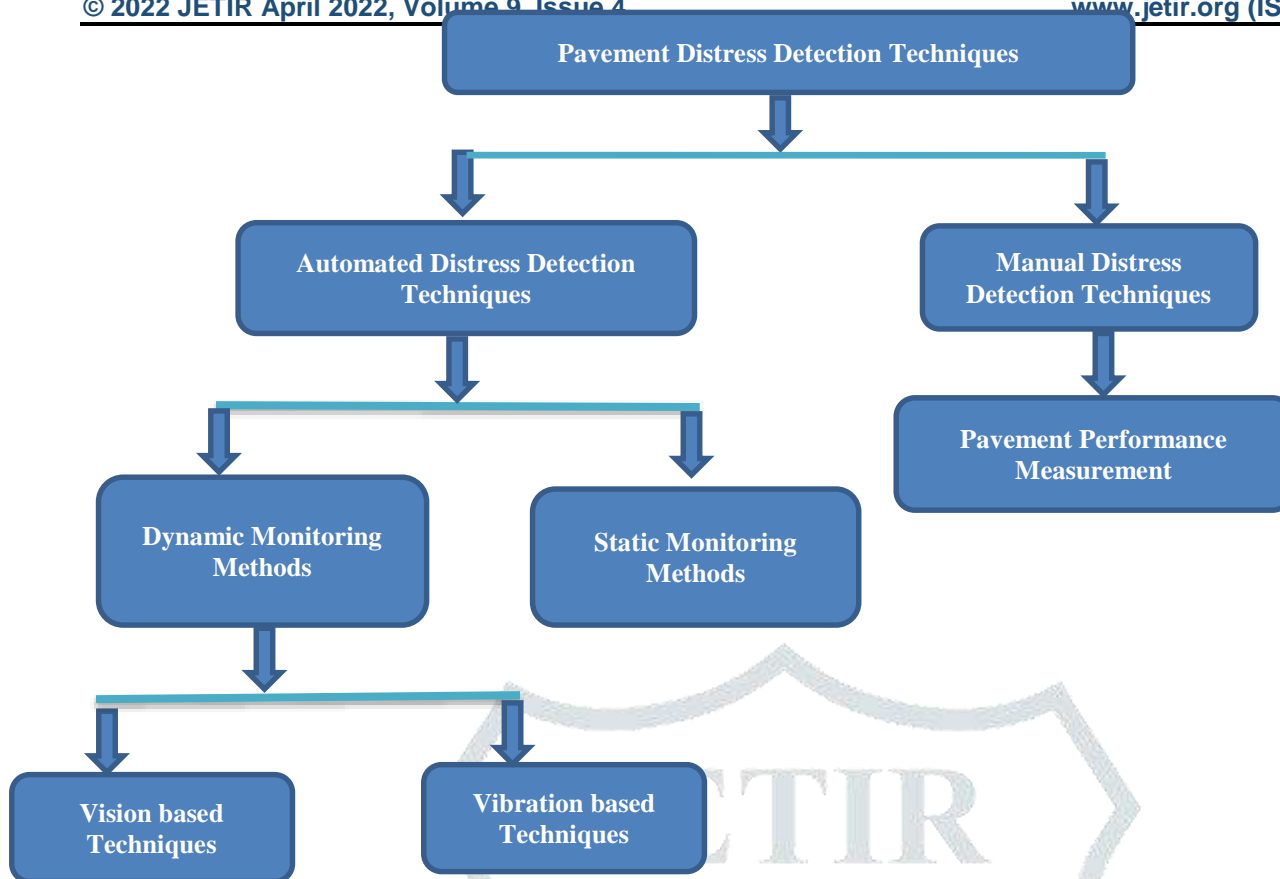 © 2022 JETIR April 2022, Volume 9, Issue 4
www.jetir.org (IS
Pavement Distress Detection Techniques
Automated Distress Detection
Techniques
Manual Distress
Detection Techniques
Pavement Performance
Measurement
Dynamic Monitoring
Methods
Static Monitoring
Methods
Vision based
Techniques
Vibration based
Techniques
ETIR